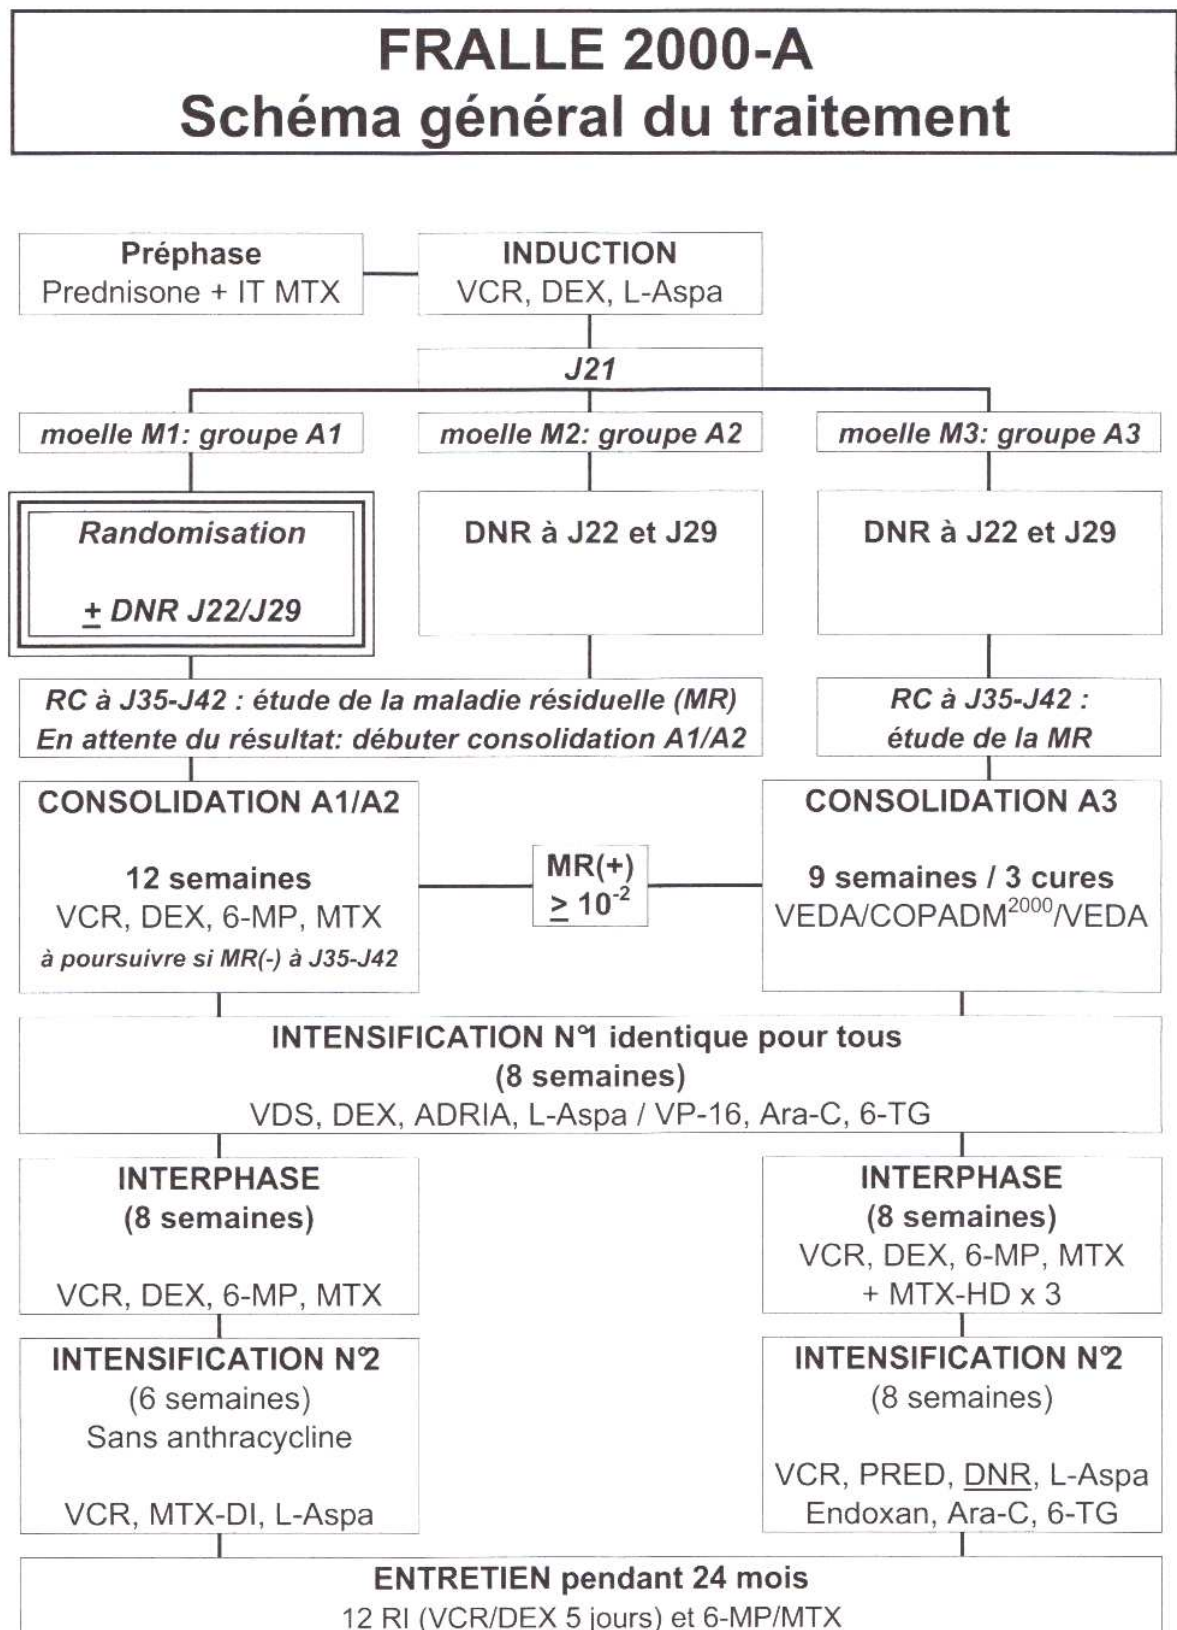 FRALLE 2000-A
Schéma général du traitement
Préphase
Prednisone + IT MTX
INDUCTION
VCR, DEX, L-Aspa
J21
moelle M1: groupe A1
moelle M2: groupe A2
moelle M3: groupe A3
Randomisation
± DNR J22/J29
DNR à J22 et J29
DNR à J22 et J29
RC à J35-J42 : étude de la maladie résiduelle (MR)
En attente du résultat: débuter consolidation A1/A2
RC à J35-J42 :
étude de la MR
CONSOLIDATION A1/A2
12 semaines
VCR, DEX, 6-MP, MTX
à poursuivre si MR(-) à J35-J42
MR(+)
≥ 10⁻²
CONSOLIDATION A3
9 semaines / 3 cures
VEDA/COPADM²⁰⁰⁰/VEDA
INTENSIFICATION N°1 identique pour tous
(8 semaines)
VDS, DEX, ADRIA, L-Aspa / VP-16, Ara-C, 6-TG
INTERPHASE
(8 semaines)
VCR, DEX, 6-MP, MTX
INTERPHASE
(8 semaines)
VCR, DEX, 6-MP, MTX
+ MTX-HD x 3
INTENSIFICATION N°2
(6 semaines)
Sans anthracycline
VCR, MTX-DI, L-Aspa
INTENSIFICATION N°2
(8 semaines)
VCR, PRED, DNR, L-Aspa
Endoxan, Ara-C, 6-TG
ENTRETIEN pendant 24 mois
12 RI (VCR/DEX 5 jours) et 6-MP/MTX